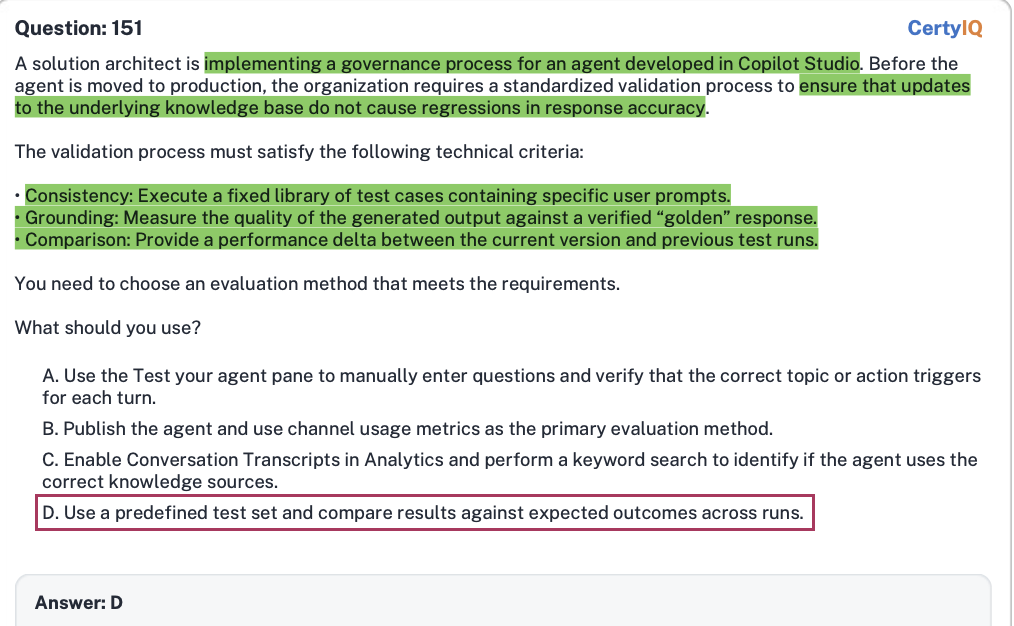 Question: 151
CertyIQ
A solution architect is implementing a governance process for an agent developed in Copilot Studio. Before the
agent is moved to production, the organization requires a standardized validation process to ensure that updates
to the underlying knowledge base do not cause regressions in response accuracy.
The validation process must satisfy the following technical criteria:
• Consistency: Execute a fixed library of test cases containing specific user prompts.
• Grounding: Measure the quality of the generated output against a verified “golden” response.
• Comparison: Provide a performance delta between the current version and previous test runs.
You need to choose an evaluation method that meets the requirements.
What should you use?
A. Use the Test your agent pane to manually enter questions and verify that the correct topic or action triggers
for each turn.
B. Publish the agent and use channel usage metrics as the primary evaluation method.
C. Enable Conversation Transcripts in Analytics and perform a keyword search to identify if the agent uses the
correct knowledge sources.
D. Use a predefined test set and compare results against expected outcomes across runs.
Answer: D